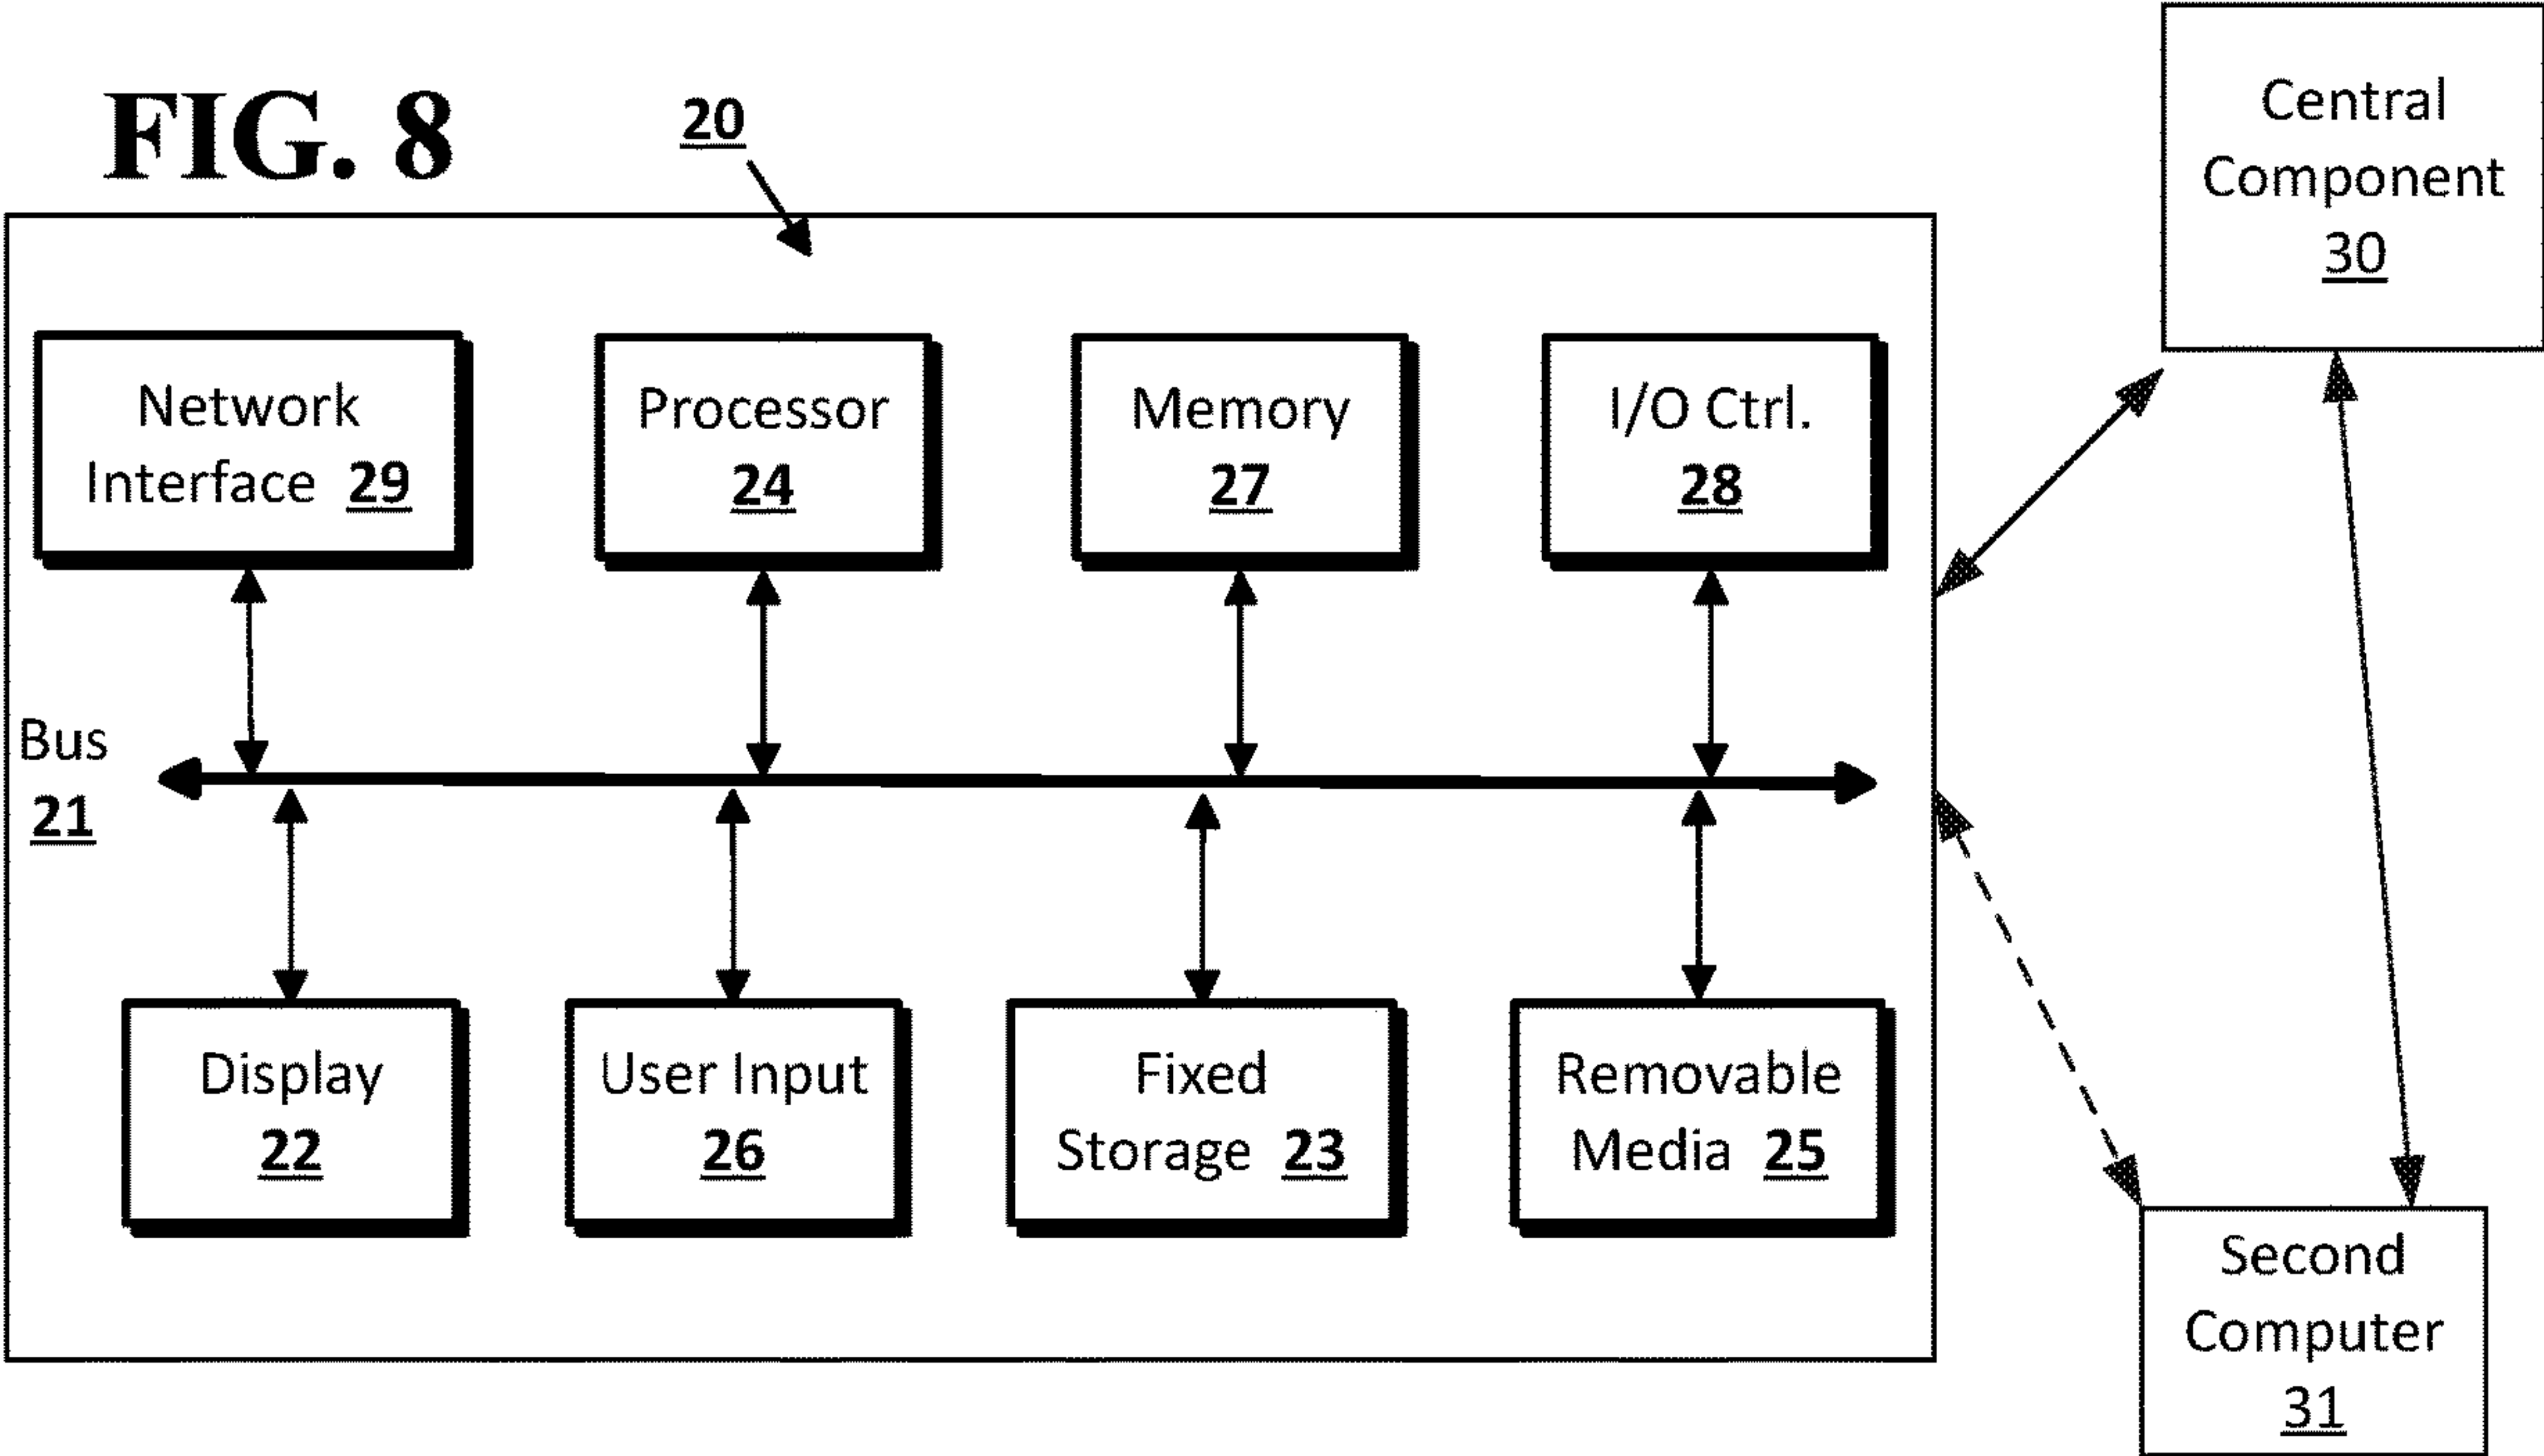 FIG. 8
20
Central
Component
30
Network
Interface 29
Processor
24
Memory
27
I/O Ctrl.
28
Bus
21
Display
22
User Input
26
Fixed
Storage 23
Removable
Media 25
Second
Computer
31